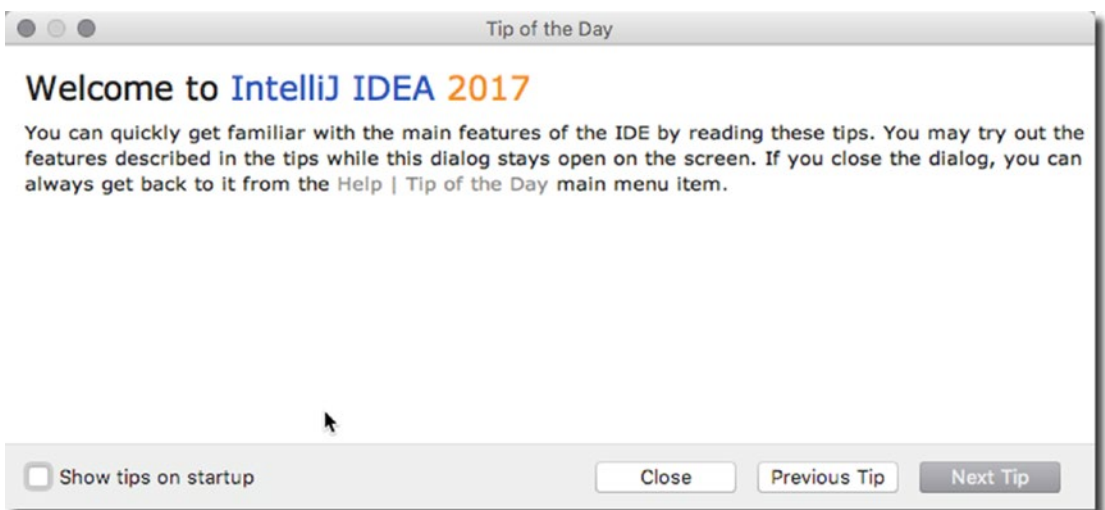 Tip of the Day
Welcome to IntelliJ IDEA 2017
You can quickly get familiar with the main features of the IDE by reading these tips. You may try out the
features described in the tips while this dialog stays open on the screen. If you close the dialog, you can
always get back to it from the Help | Tip of the Day main menu item.
Show tips on startup
Close
Previous Tip
Next Tip